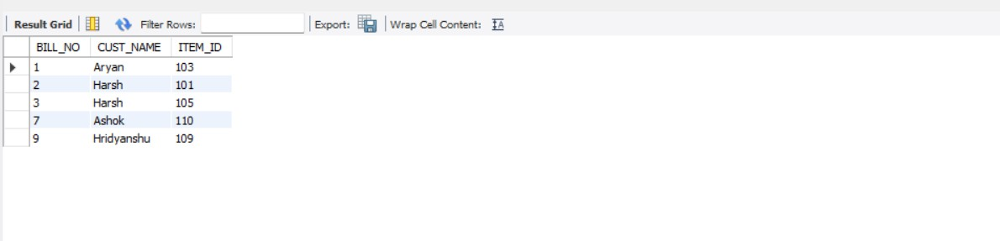 Result Grid Filter Rows: Export: Wrap Cell Content: IA
BILL_NO CUST_NAME ITEM_ID
1 Aryan 103
2 Harsh 101
3 Harsh 105
7 Ashok 110
9 Hridyanshu 109